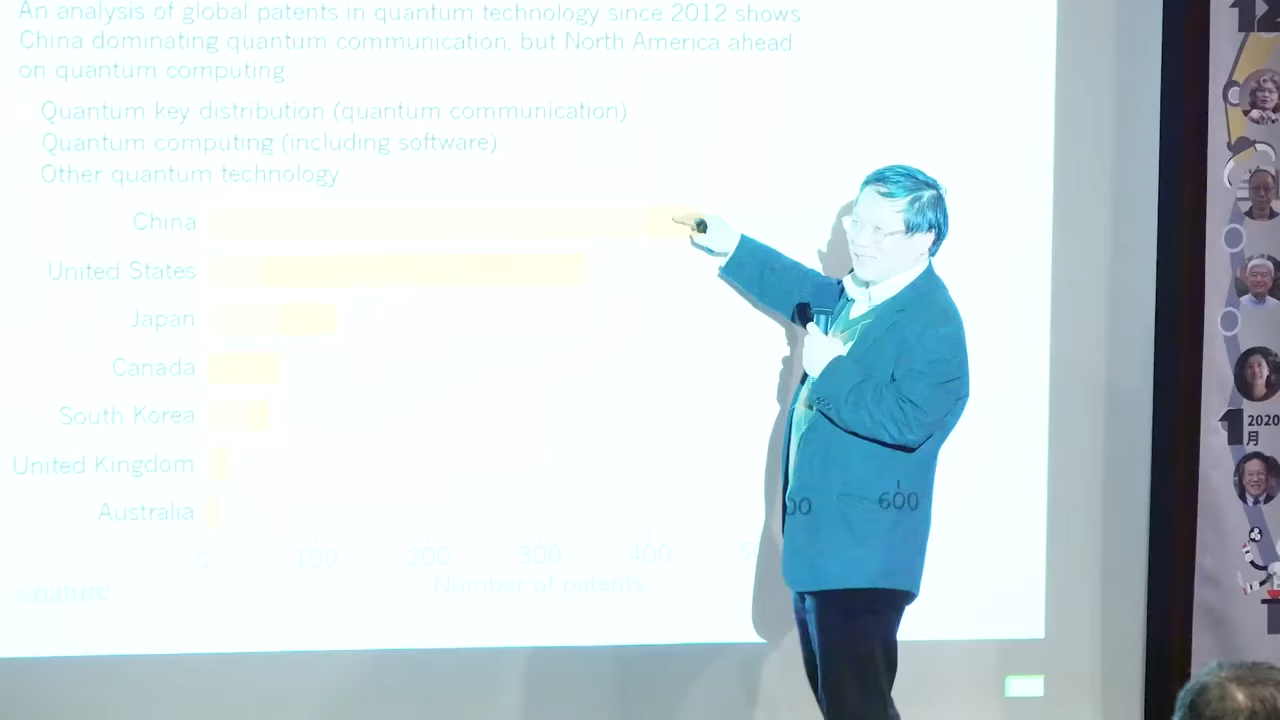 An analysis of global patents in quantum technology since 2012 shows
China dominating quantum communication, but North America ahead
on quantum computing.
Quantum key distribution (quantum communication)
Quantum computing (including software)
Other quantum technology
China
United States
Japan
Canada
South Korea
United Kingdom
Australia
0 100 200 300 400 600
Number of patents
nature
12
1 2020
月